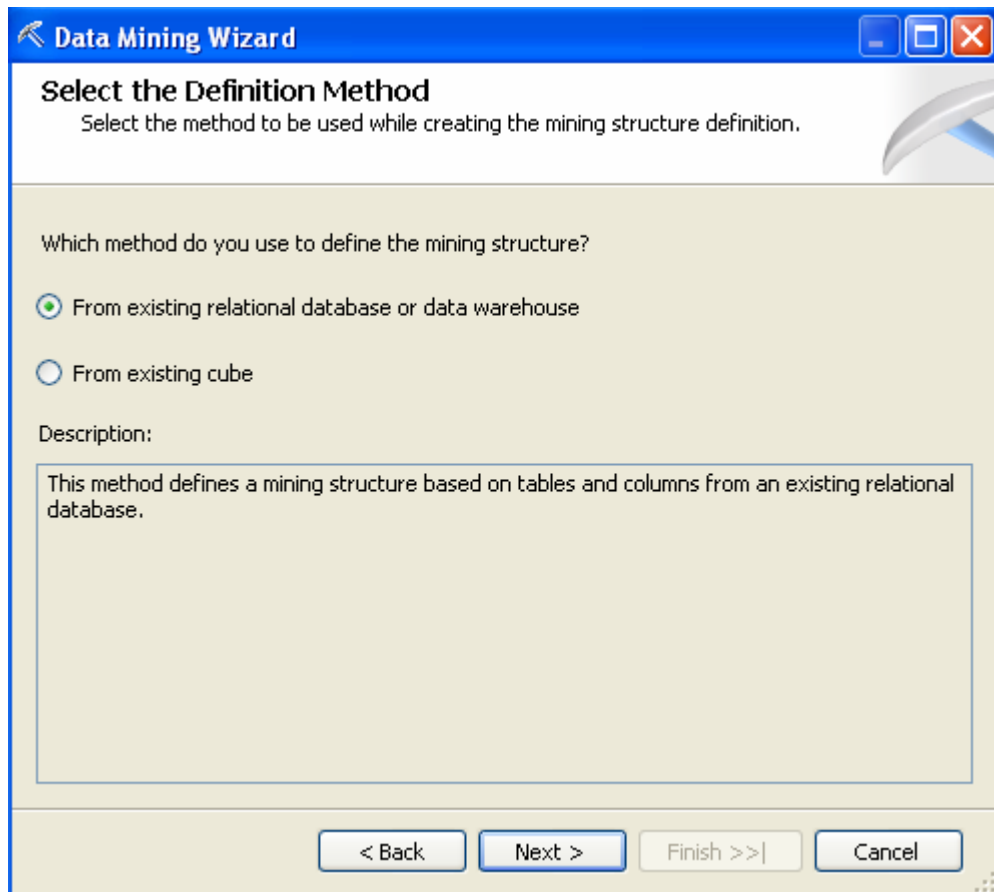 Data Mining Wizard
Select the Definition Method
Select the method to be used while creating the mining structure definition.
Which method do you use to define the mining structure?
From existing relational database or data warehouse
From existing cube
Description:
This method defines a mining structure based on tables and columns from an existing relational
database.
< Back Next > Finish >>| Cancel